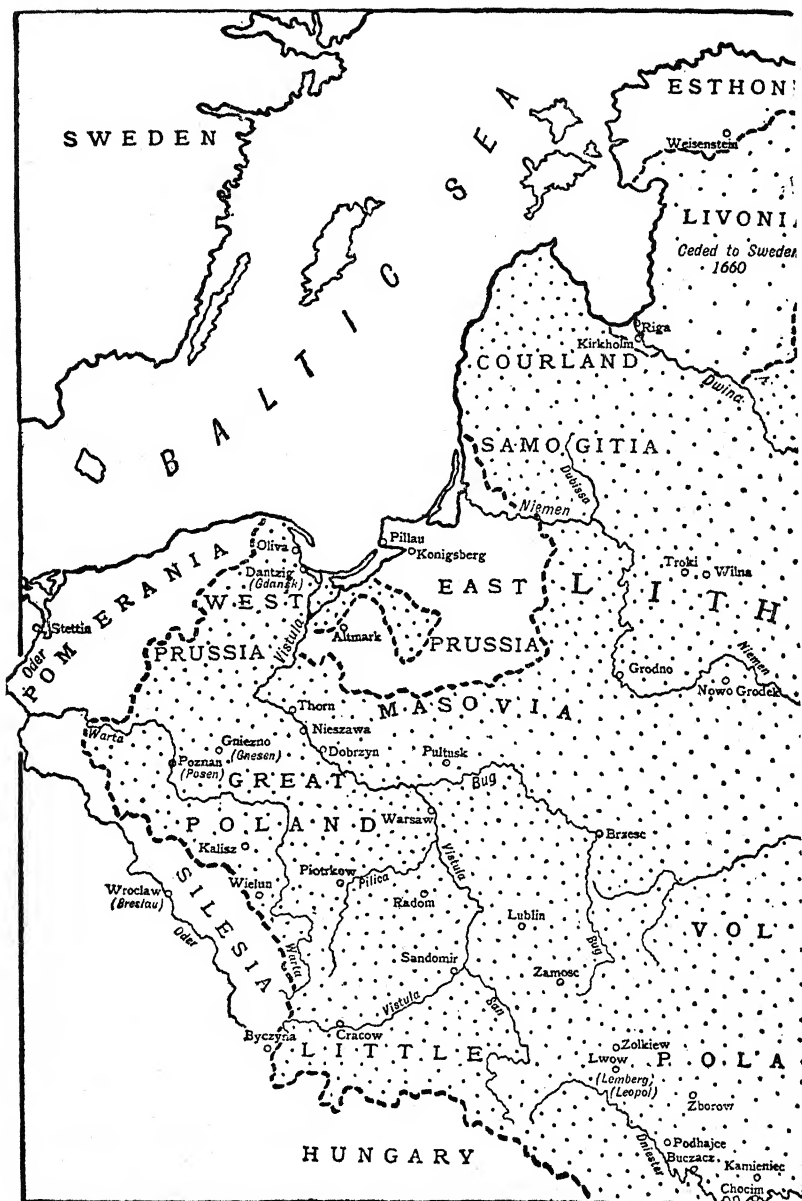 ESTHON
SWEDEN
Weisenstein
BALTIC SEA
LIVONIA
Ceded to Sweden
1660
Riga
Kirkholm
COURLAND
Dwina
SAMOGITIA
Dubissa
Niemen
Pillau
Konigsberg
Oliva
Dantzig
(Gdansk)
POMERANIA
Stettin
Oder
WEST
PRUSSIA
Vistula
Altmark
EAST
PRUSSIA
LITH
Troki
Wilna
Niemen
Grodno
Nowo Grodek
MASOVIA
Thorn
Nieszawa
Dobrzyn
Pultusk
Warta
Gniezno
(Gnesen)
Poznan
(Posen)
GREAT
POLAND
Bug
Warsaw
Brzesc
Kalisz
Vistula
Piotrkow
Pilica
Wielun
Radom
SILESIA
Wroclaw
(Breslau)
Oder
Lublin
Bug
VOL
Warta
Sandomir
Zamosc
Vistula
San
Cracow
Byczyna
LITTLE
Zolkiew
Lwow
(Lemberg)
(Leopol)
POLA
Zborow
Dniester
Podhajce
Buczacz
Kamieniec
Chocim
HUNGARY